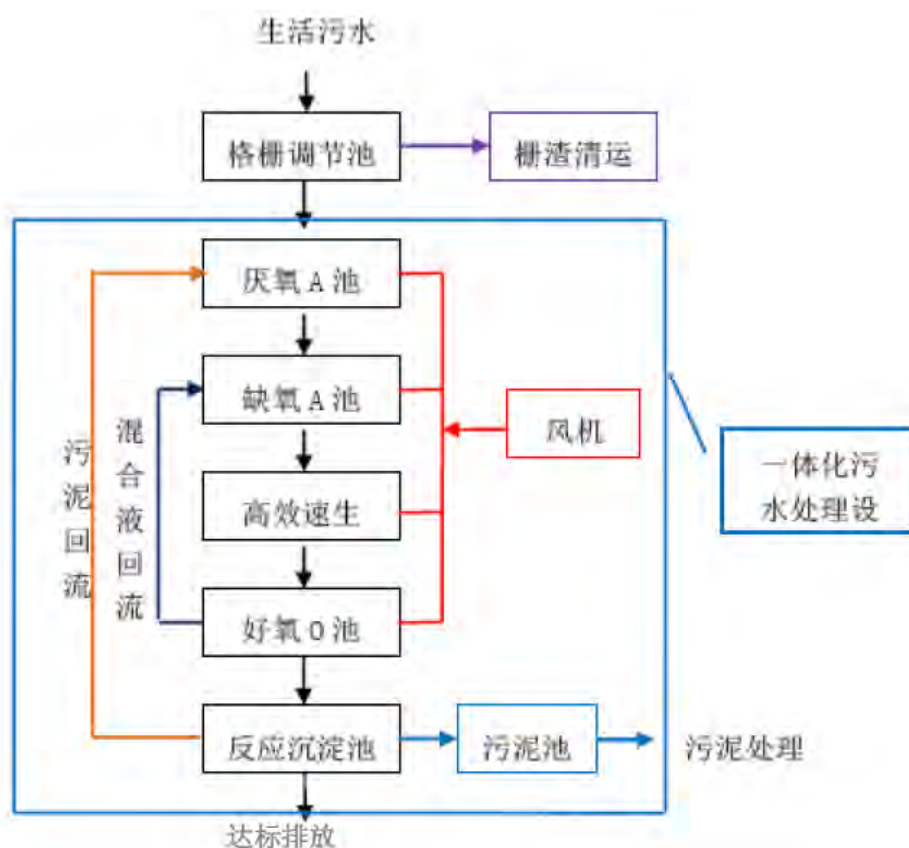 生活污水
格栅调节池
栅渣清运
厌氧A池
缺氧A池
风机
污泥回流
混合液回流
一体化污
水处理设
高效速生
好氧O池
反应沉淀池
污泥池
污泥处理
达标排放